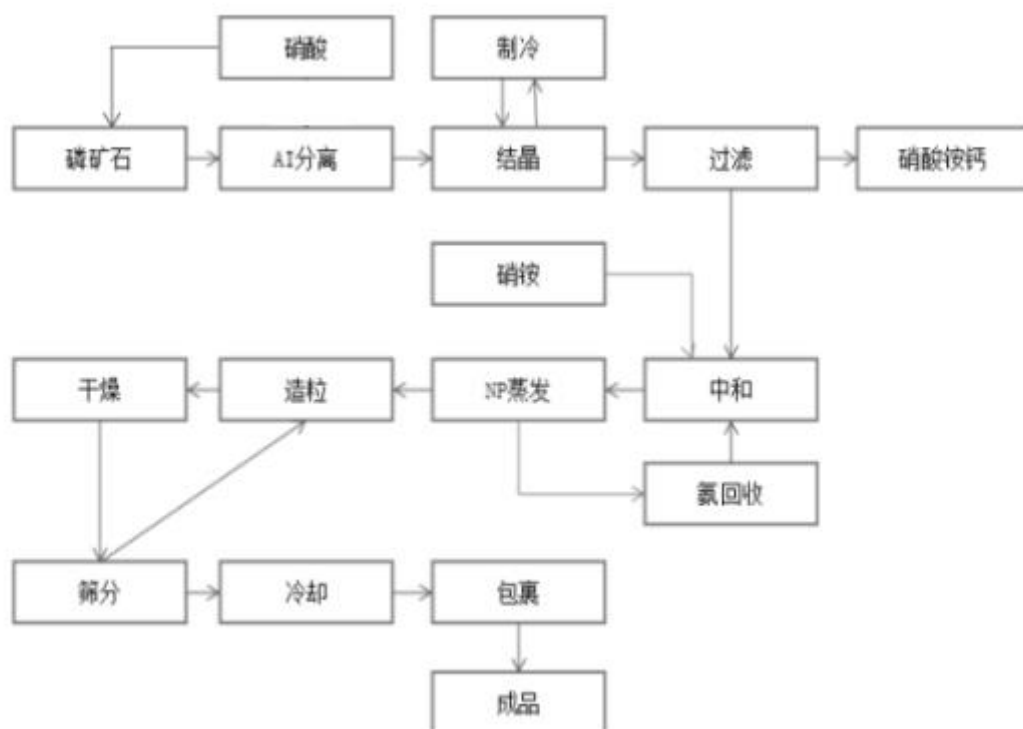 硝酸
制冷
磷矿石
AI分离
结晶
过滤
硝酸铵钙
硝铵
干燥
造粒
NP蒸发
中和
氨回收
筛分
冷却
包裹
成品